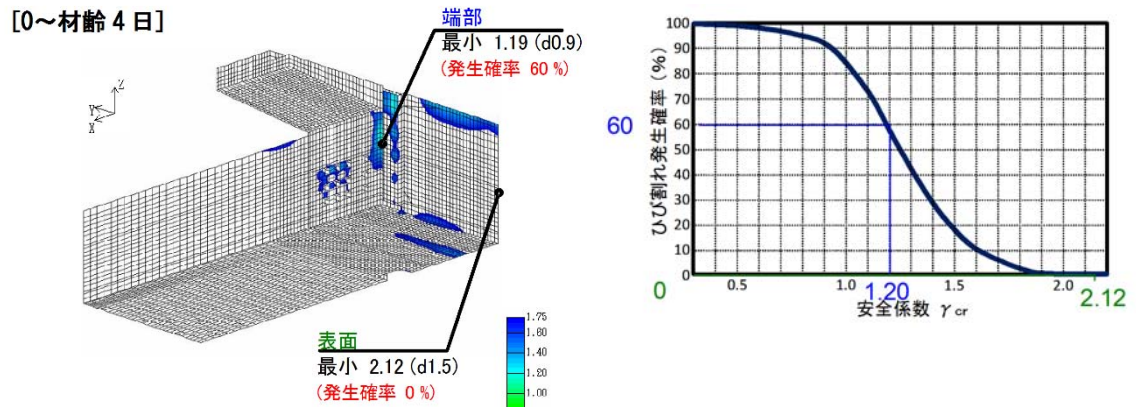 [0～材齢 4 日]
端部
最小 1.19 (d0.9)
(発生確率 60 %)
Z
Y
X
表面
最小 2.12 (d1.5)
(発生確率 0 %)
1.75
1.60
1.40
1.20
1.00
ひび割れ発生確率 (%)
100
90
80
70
60
50
40
30
20
10
0
60
0
0.5
1.0
1.5
2.0
1.20
2.12
安全係数 γcr